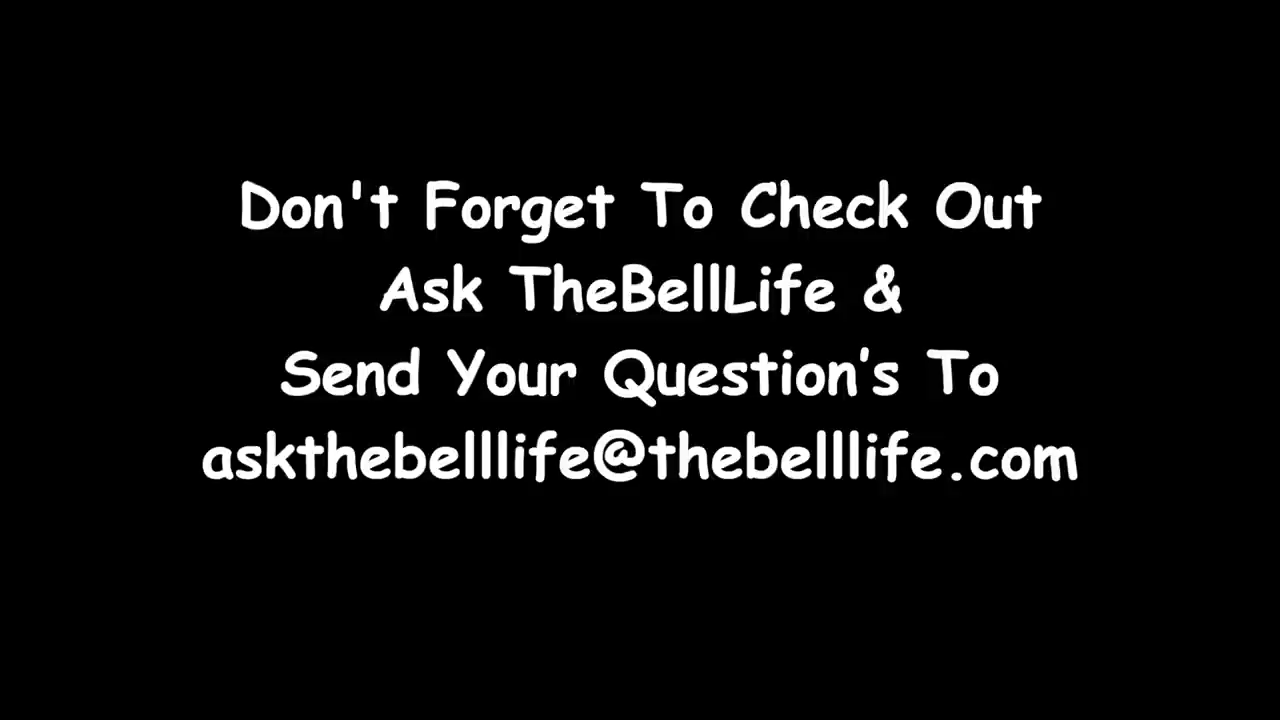 Don't Forget To Check Out
Ask TheBellLife &
Send Your Question’s To
askthebelllife@thebelllife.com